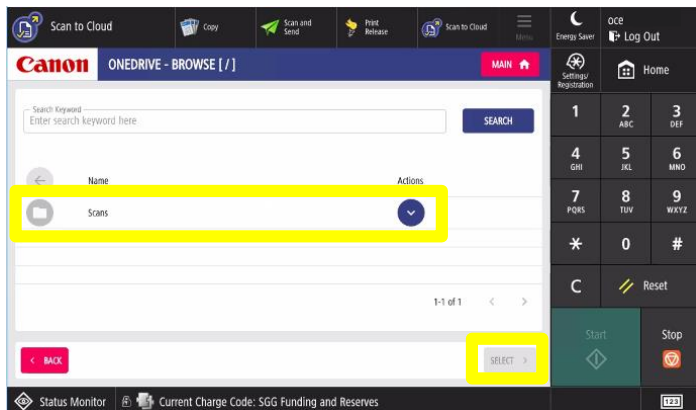 Scan to Cloud
Copy
Scan and
Send
Print
Release
Scan to Cloud
Menu
Energy Saver
oce
Log Out
Canon
ONEDRIVE - BROWSE [ / ]
MAIN
Settings/
Registration
Home
Search Keyword
Enter search keyword here
SEARCH
1
2
ABC
3
DEF
Name
Actions
4
GHI
5
JKL
6
MNO
Scans
7
PQRS
8
TUV
9
WXYZ
*
0
#
1-1 of 1
<
>
C
Reset
< BACK
SELECT >
Start
Stop
Status Monitor
Current Charge Code: SGG Funding and Reserves
123